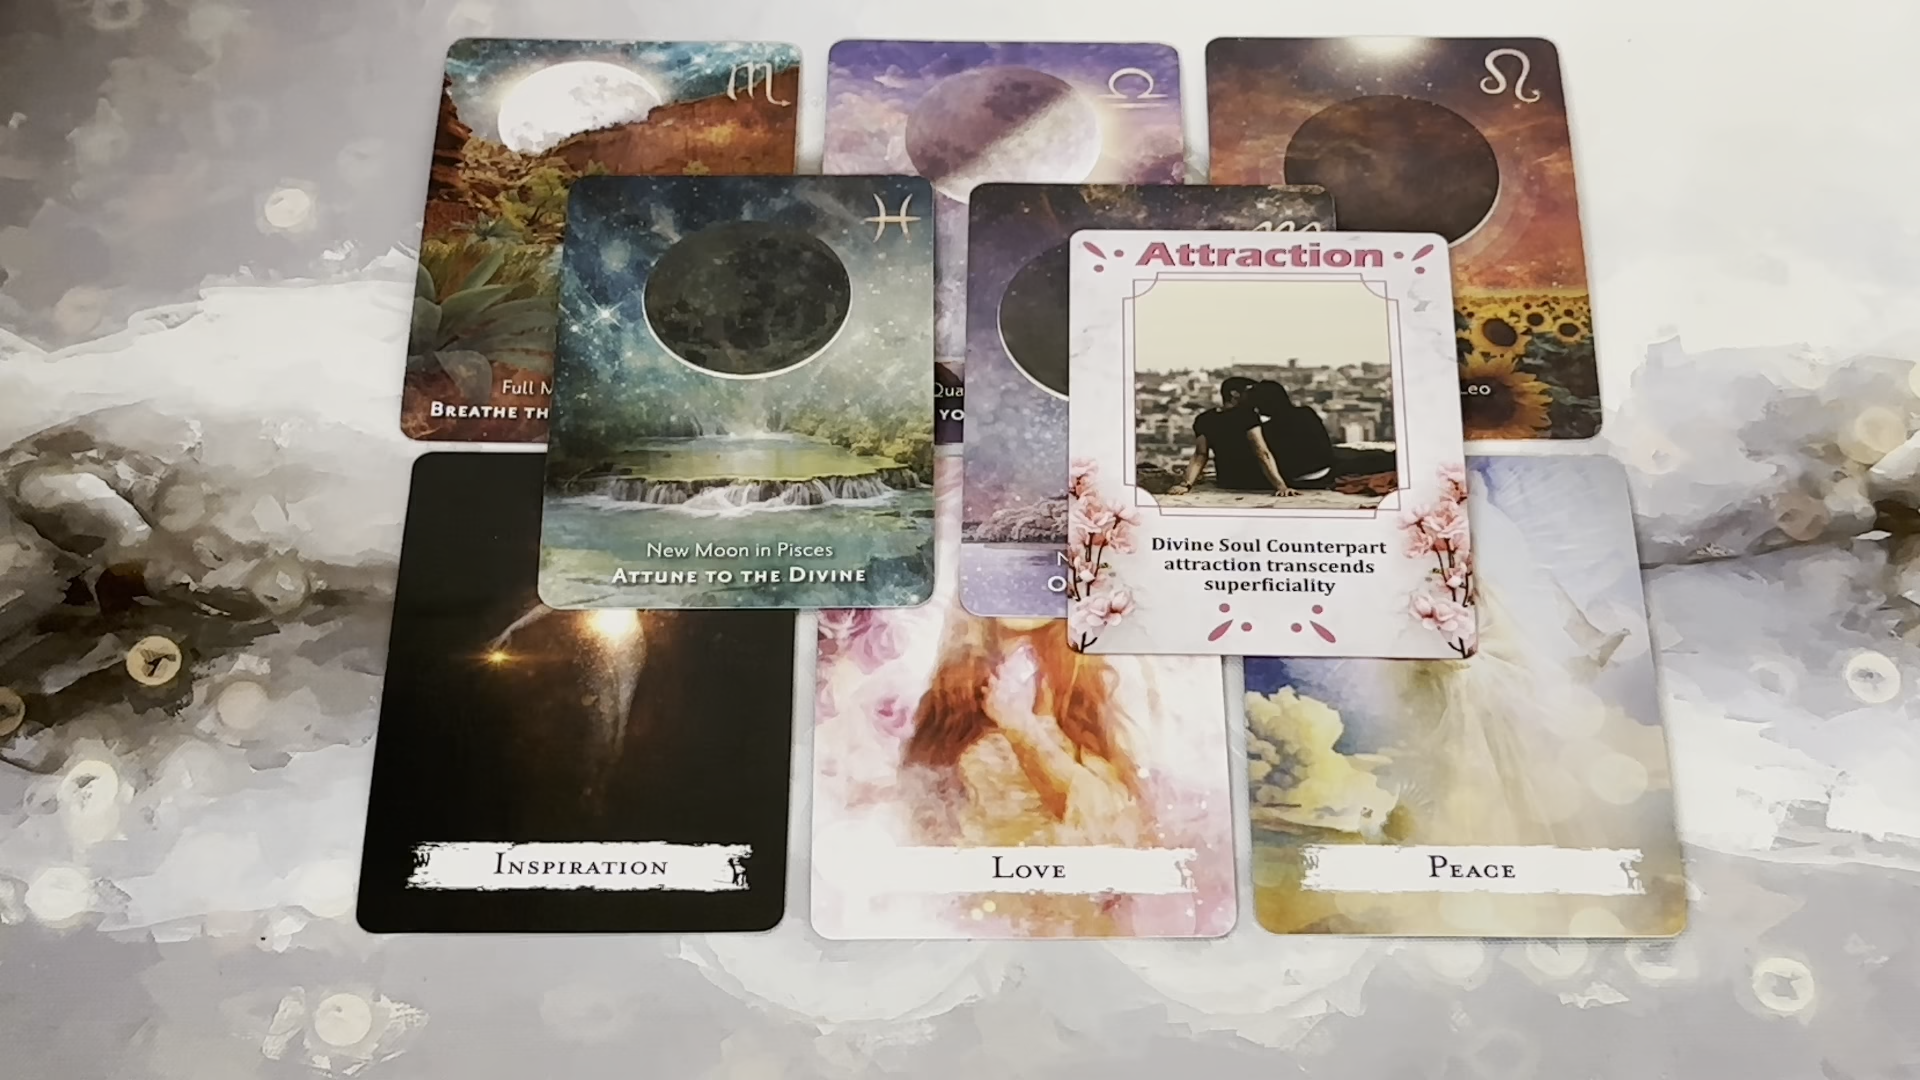 Full M
BREATHE TH
Qua
YO
Leo
New Moon in Pisces
ATTUNE TO THE DIVINE
N
O
Attraction
Divine Soul Counterpart
attraction transcends
superficiality
INSPIRATION
LOVE
PEACE